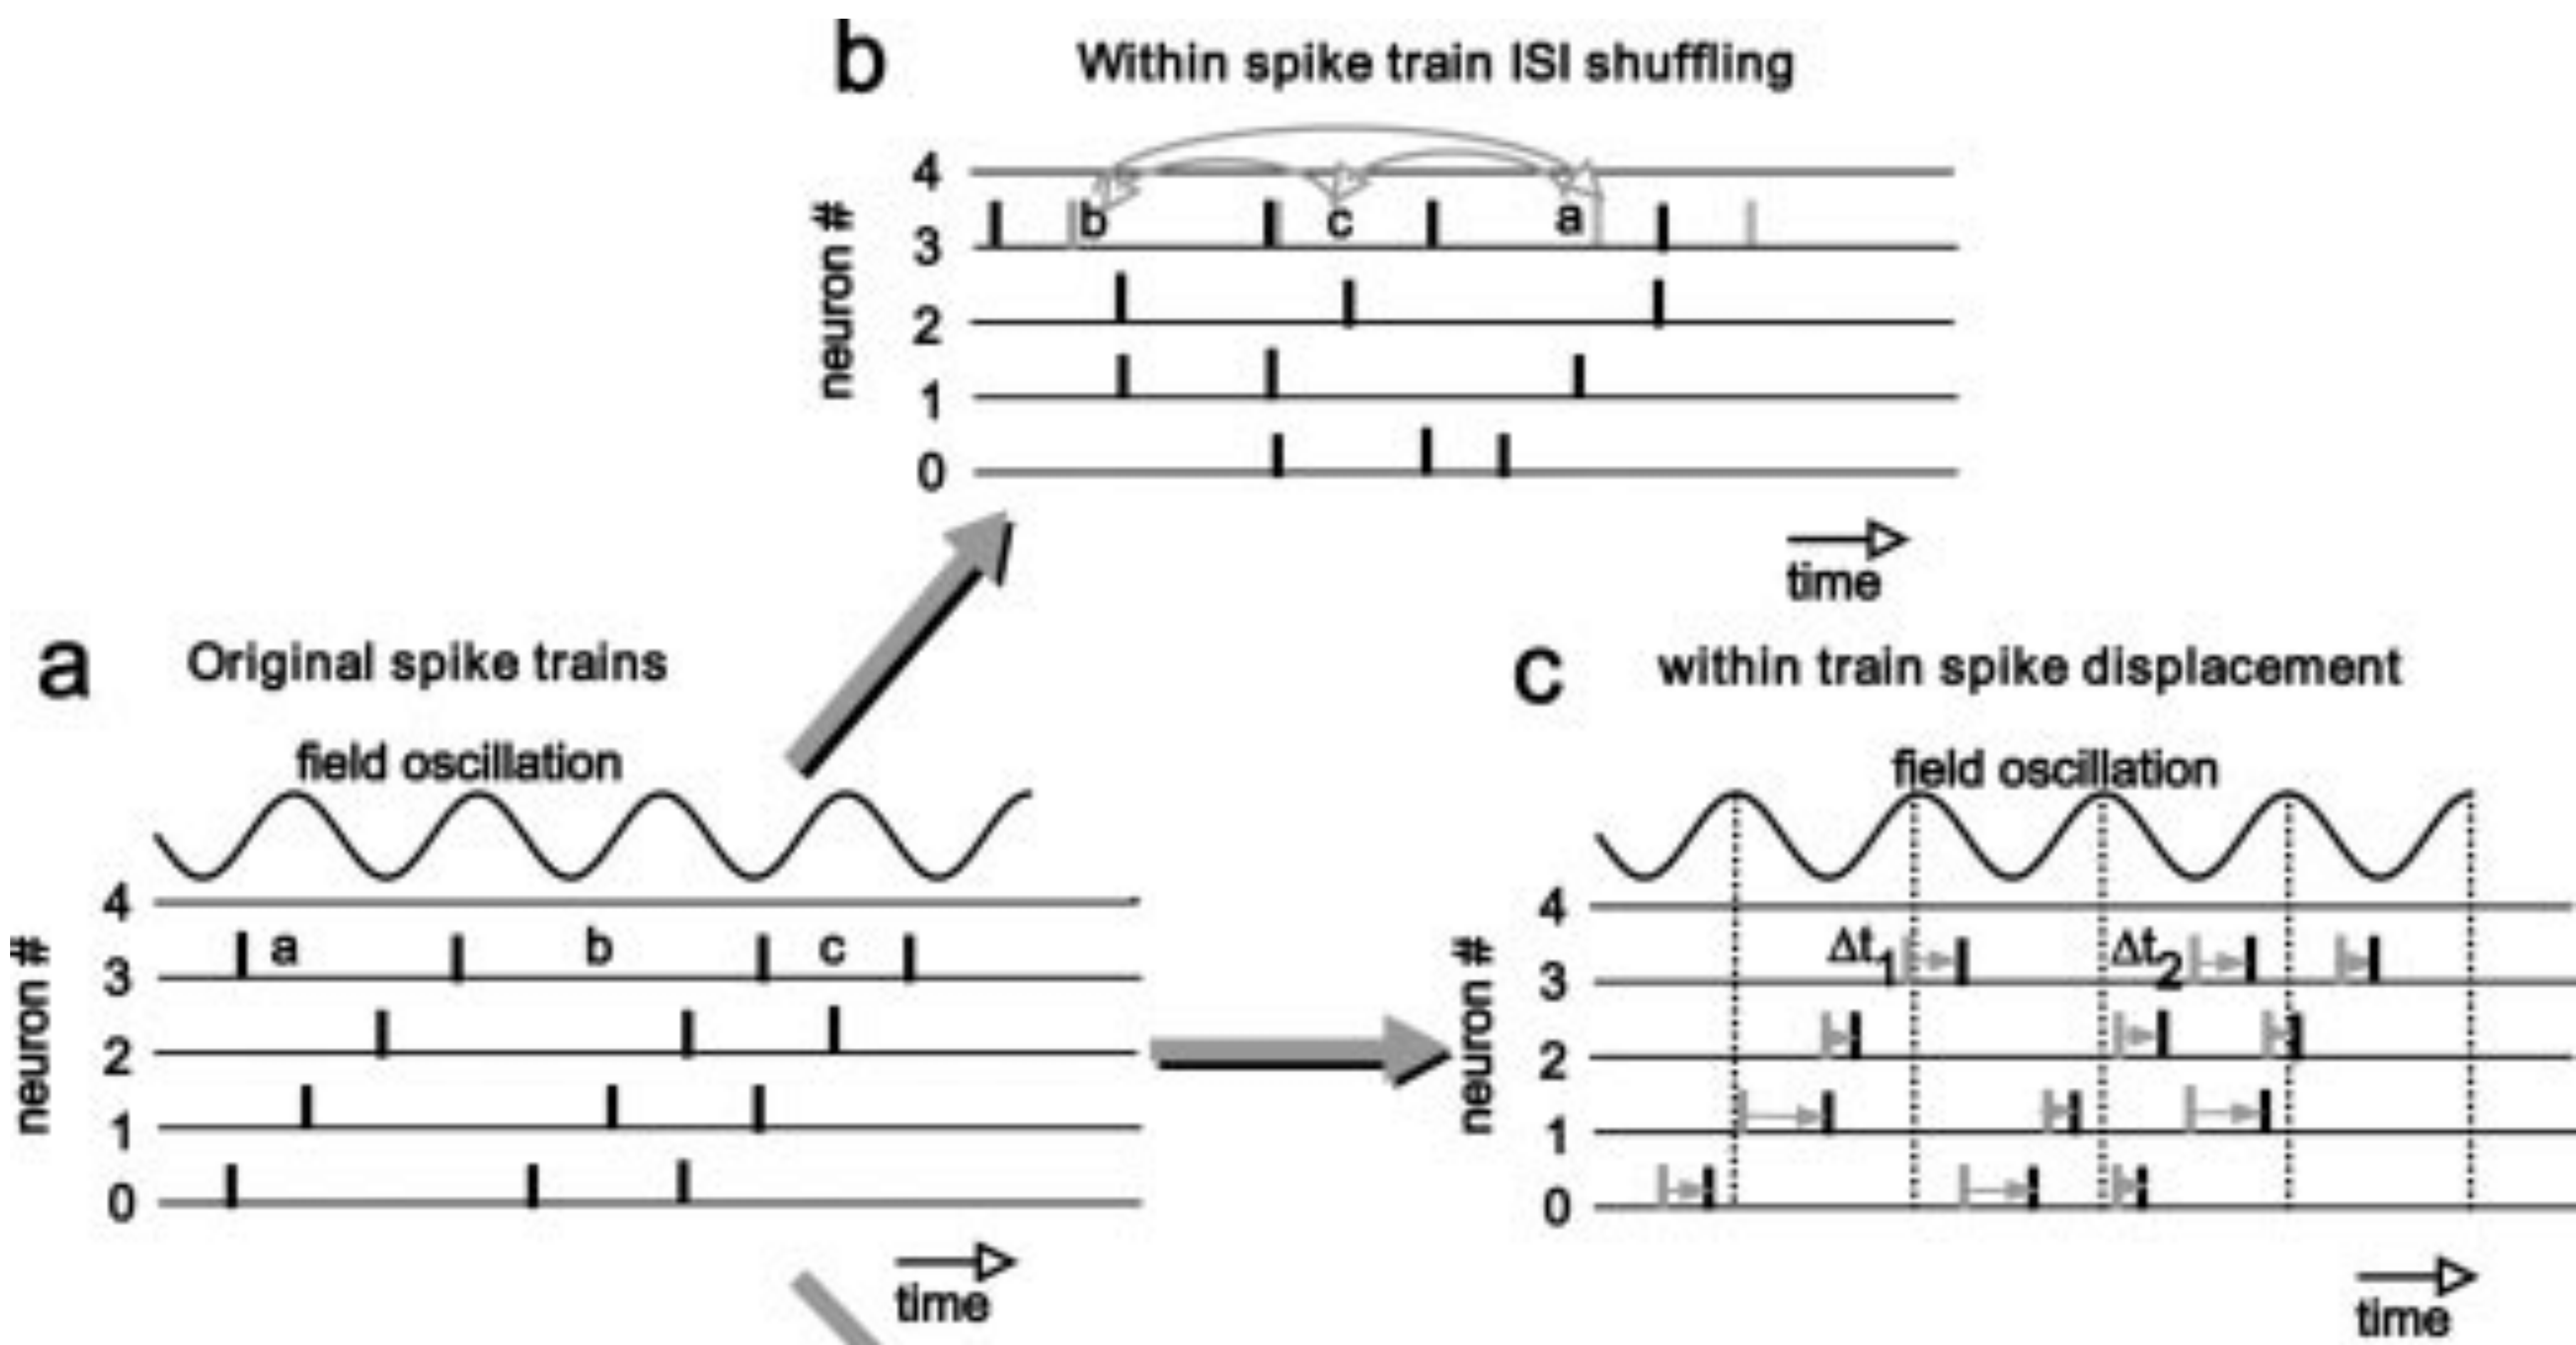 b
Within spike train ISI shuffling
neuron #
4
b c a
3
2
1
0
time
a
Original spike trains
field oscillation
neuron #
4
a b c
3
2
1
0
time
c
within train spike displacement
field oscillation
neuron #
4
Δt1 Δt2
3
2
1
0
time